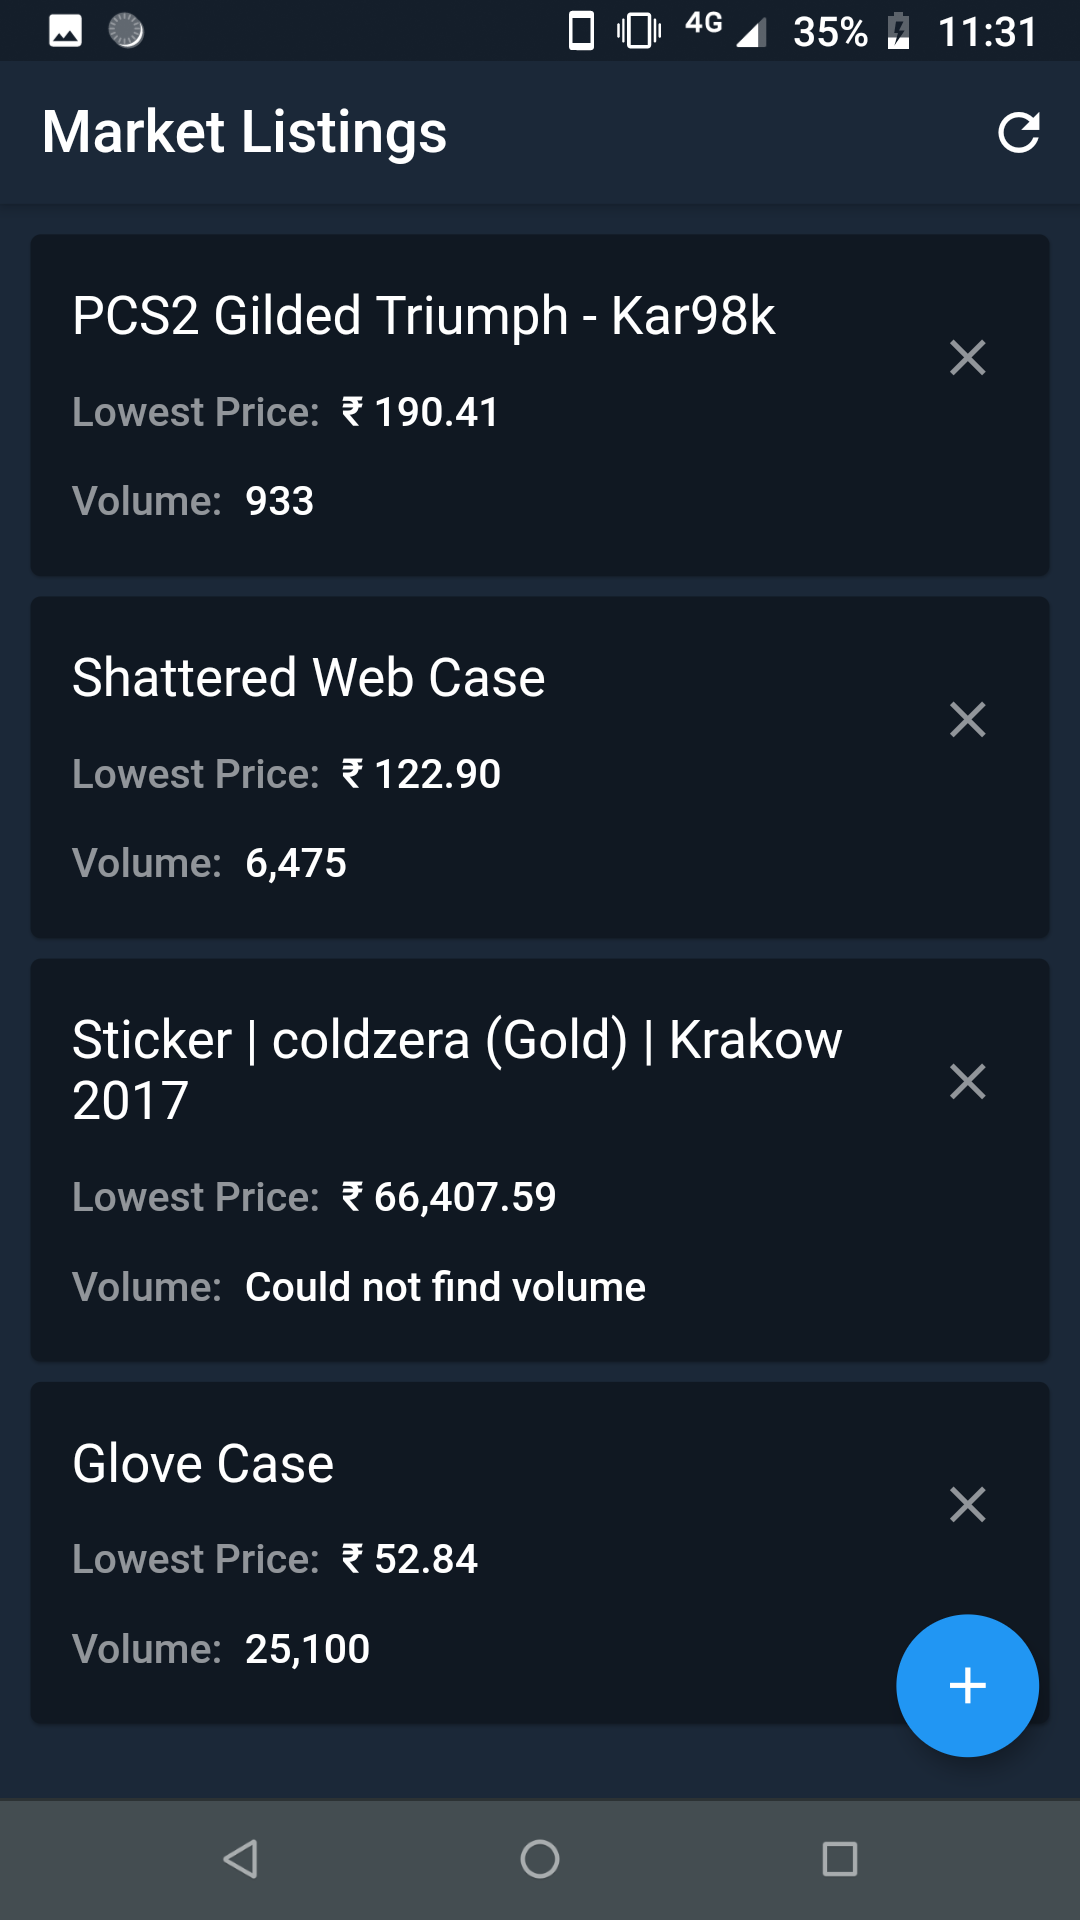 4G 35% 11:31
Market Listings
PCS2 Gilded Triumph - Kar98k
Lowest Price: ₹ 190.41
Volume: 933
Shattered Web Case
Lowest Price: ₹ 122.90
Volume: 6,475
Sticker | coldzera (Gold) | Krakow
2017
Lowest Price: ₹ 66,407.59
Volume: Could not find volume
Glove Case
Lowest Price: ₹ 52.84
Volume: 25,100